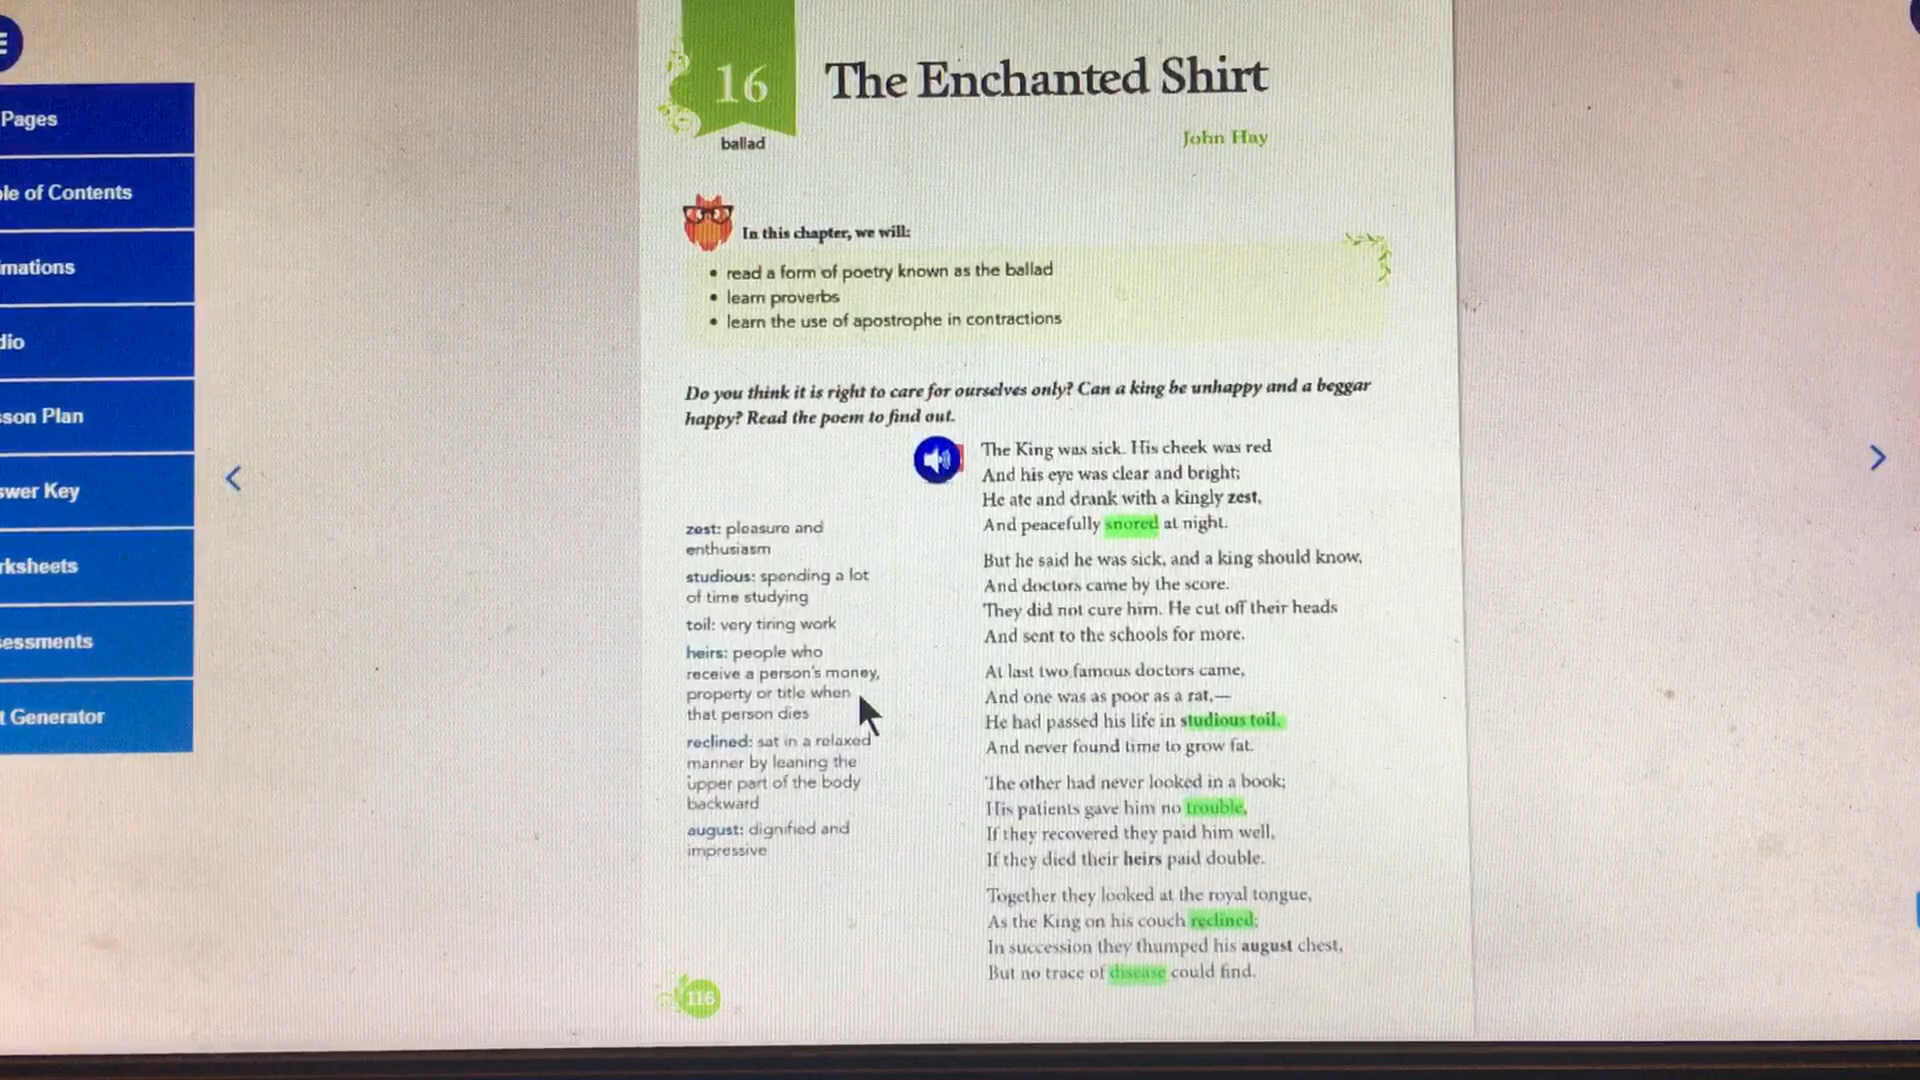 Pages
le of Contents
mations
dio
son Plan
swer Key
rksheets
essments
t Generator
16
ballad
The Enchanted Shirt
John Hay
In this chapter, we will:
• read a form of poetry known as the ballad
• learn proverbs
• learn the use of apostrophe in contractions
Do you think it is right to care for ourselves only? Can a king be unhappy and a beggar
happy? Read the poem to find out.
The King was sick. His cheek was red
And his eye was clear and bright;
He ate and drank with a kingly zest,
And peacefully snored at night.
But he said he was sick, and a king should know,
And doctors came by the score.
They did not cure him. He cut off their heads
And sent to the schools for more.
At last two famous doctors came,
And one was as poor as a rat,—
He had passed his life in studious toil,
And never found time to grow fat.
The other had never looked in a book;
His patients gave him no trouble,
If they recovered they paid him well,
If they died their heirs paid double.
Together they looked at the royal tongue,
As the King on his couch reclined;
In succession they thumped his august chest,
But no trace of disease could find.
zest: pleasure and
enthusiasm
studious: spending a lot
of time studying
toil: very tiring work
heirs: people who
receive a person's money,
property or title when
that person dies
reclined: sat in a relaxed
manner by leaning the
upper part of the body
backward
august: dignified and
impressive
116